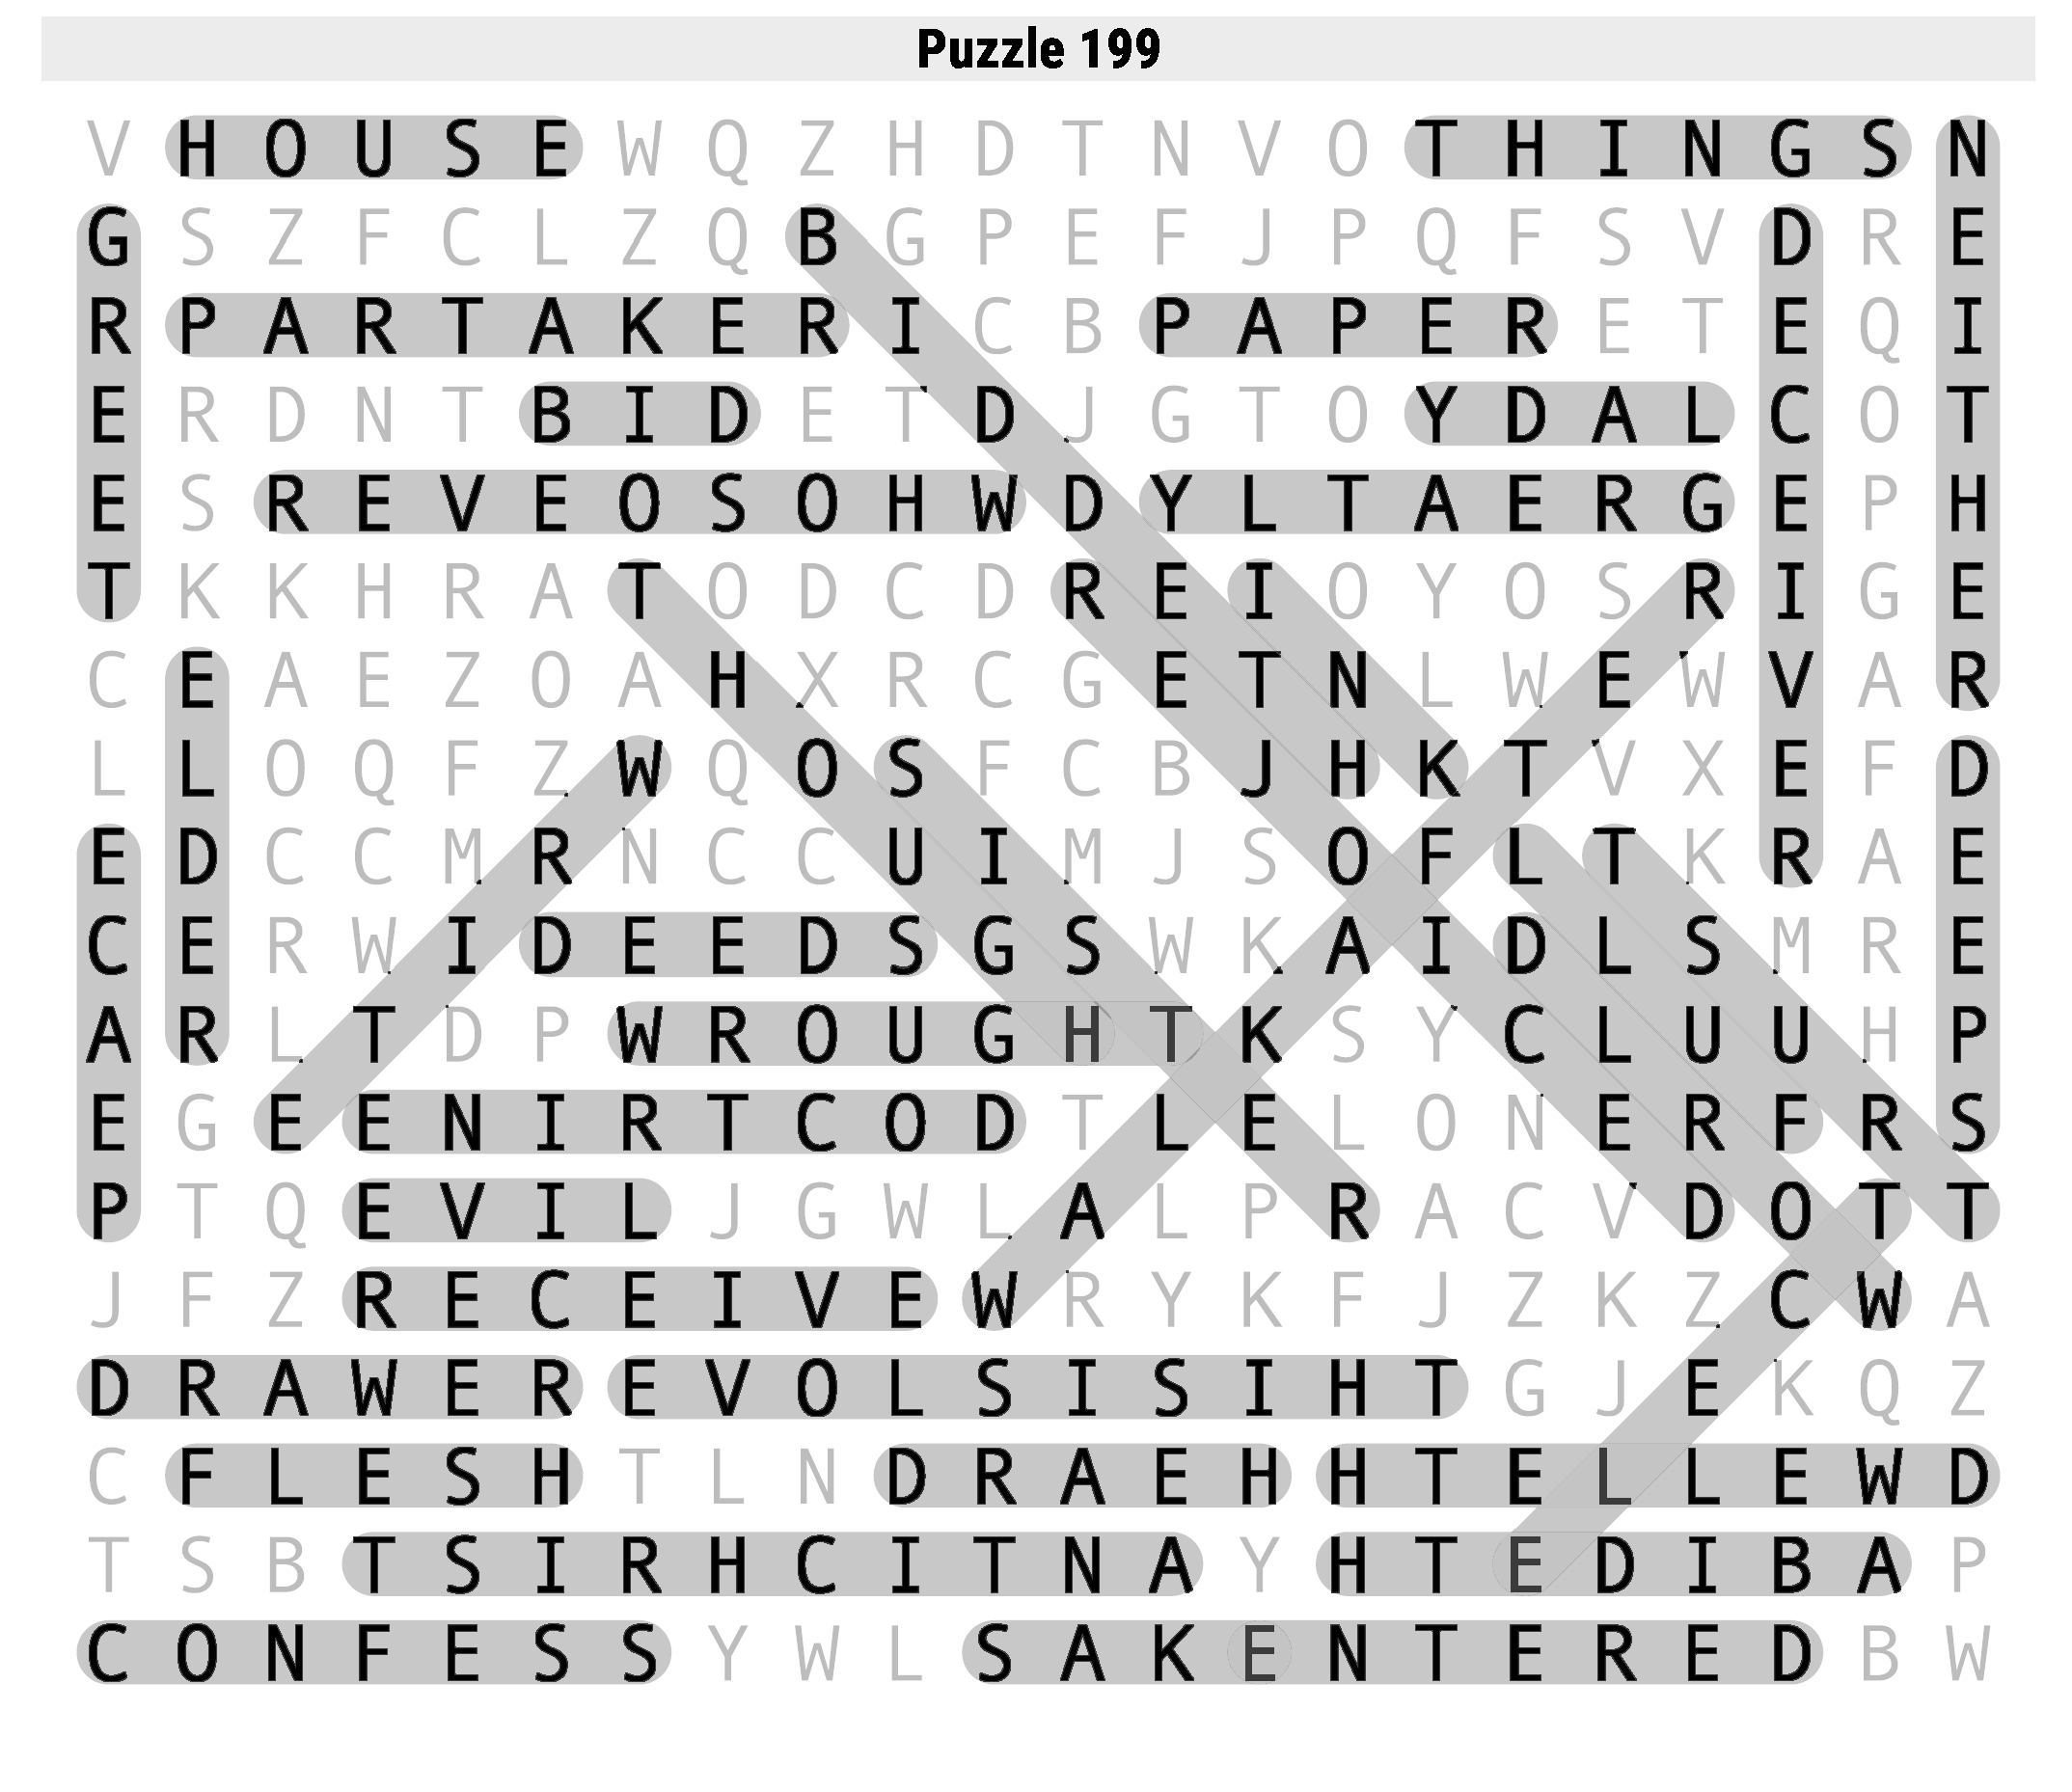 Puzzle 199
V H O U S E W Q Z H D T N V O T H I N G S N
G S Z F C L Z Q B G P E F J P Q F S V D R E
R P A R T A K E R I C B P A P E R E T E Q I
E R D N T B I D E T D J G T O Y D A L C O T
E S R E V E O S O H W D Y L T A E R G E P H
T K K H R A T O D C D R E I O Y O S R I G E
C E A E Z O A H X R C G E T N L W E W V A R
L L O Q F Z W Q O S F C B J H K T V X E F D
E D C C M R N C C U I M J S O F L T K R A E
C E R W I D E E D S G S W K A I D L S M R E
A R L T D P W R O U G H T K S Y C L U U H P
E G E E N I R T C O D T L E L O N E R F R S
P T Q E V I L J G W L A L P R A C V D O T T
J F Z R E C E I V E W R Y K F J Z K Z C W A
D R A W E R E V O L S I S I H T G J E K Q Z
C F L E S H T L N D R A E H H T E L L E W D
T S B T S I R H C I T N A Y H T E D I B A P
C O N F E S S Y W L S A K E N T E R E D B W